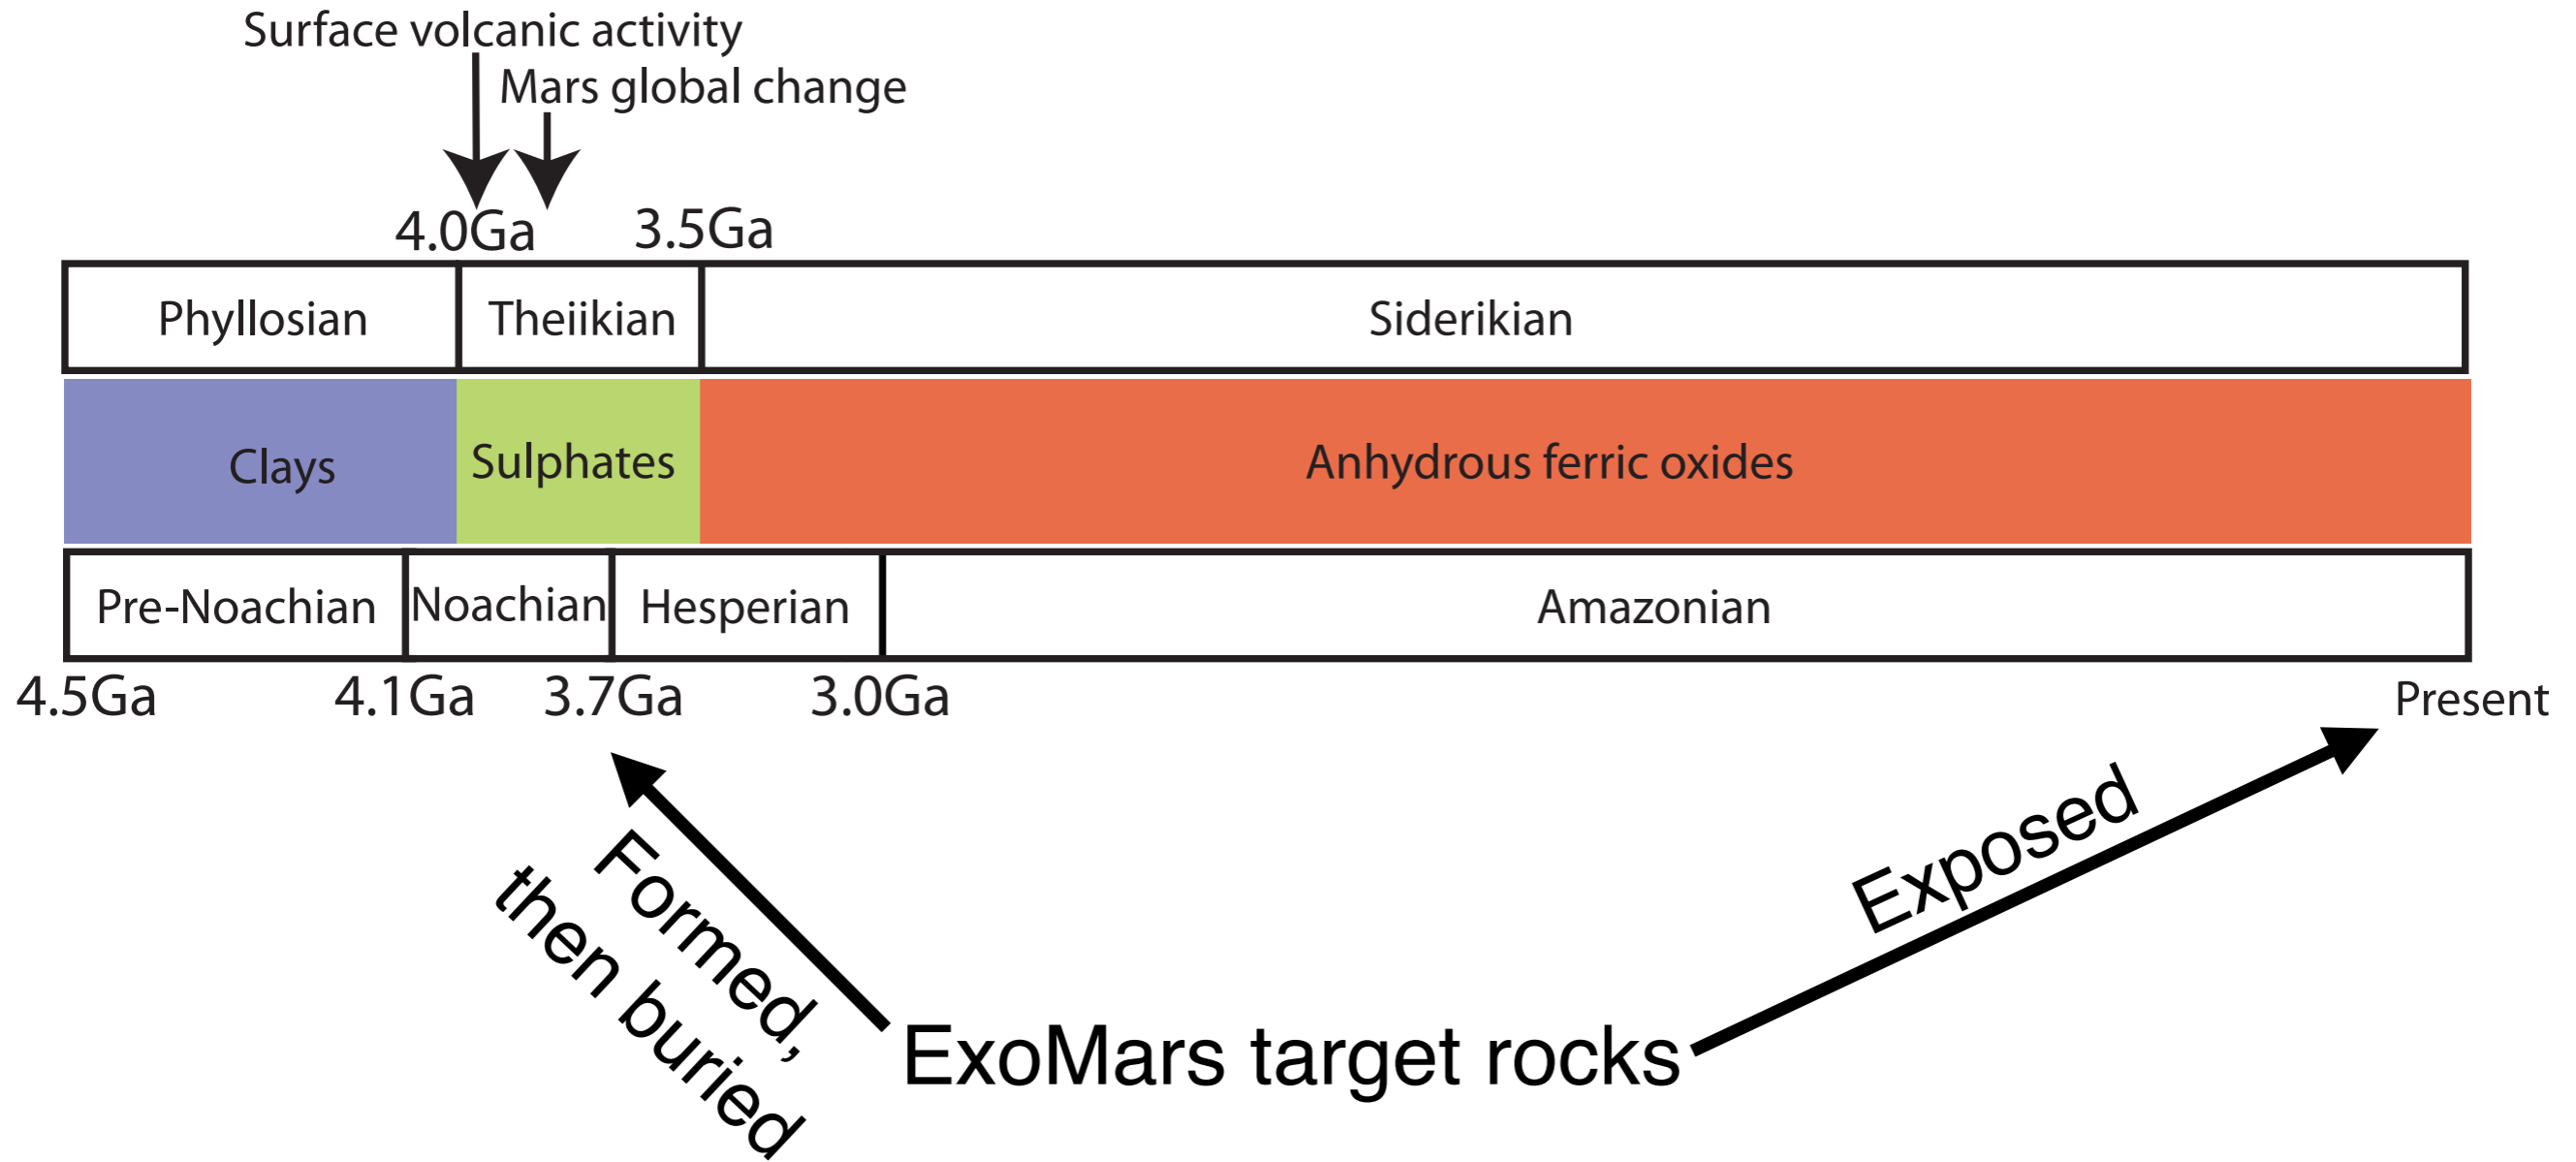 Surface volcanic activity
Mars global change
4.0Ga
3.5Ga
Phyllosian
Theiikian
Siderikian
Clays
Sulphates
Anhydrous ferric oxides
Pre-Noachian
Noachian
Hesperian
Amazonian
4.5Ga
4.1Ga
3.7Ga
3.0Ga
Present
Formed,
then buried
Exposed
ExoMars target rocks